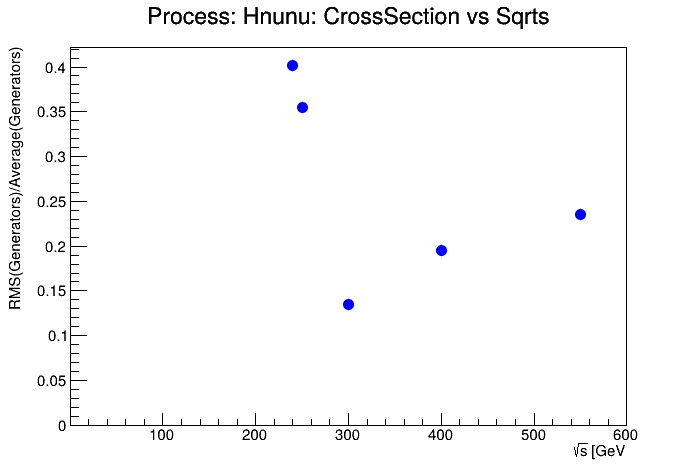 Process: Hnunu: CrossSection vs Sqrts
RMS(Generators)/Average(Generators)
0.4
0.35
0.3
0.25
0.2
0.15
0.1
0.05
0
100 200 300 400 500 600
√s [GeV